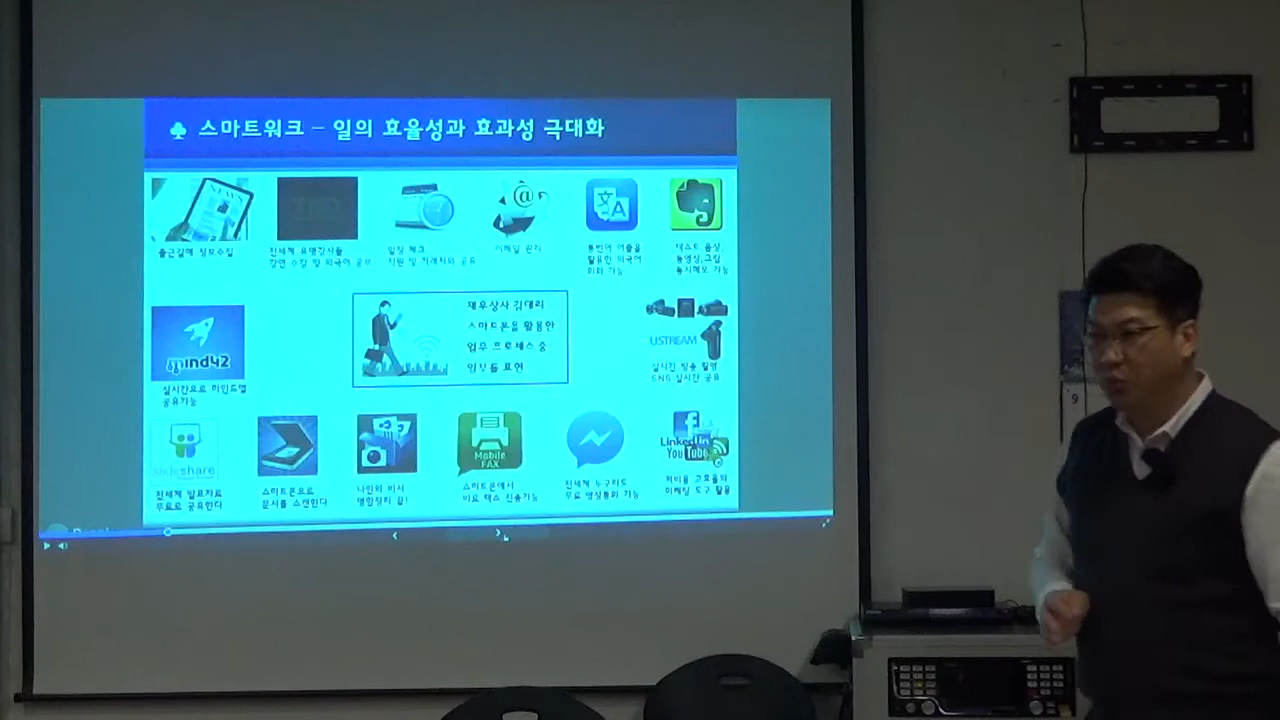 ♣ 스마트워크 – 일의 효율성과 효과성 극대화
NEWS
출근길에 정보수집
전세계 유명강사들
강연 수강 및 외국어 공부
일정 체크
직원 및 거래처와 공유
이메일 관리
통번역 어플을
활용한 외국어
회화 가능
텍스트 음성,
동영상,그림
동시메모 가능
mind42
실시간으로 마인드맵
공유가능
재우상사 김대리
스마트폰을 활용한
업무 프로세스 중
일부를 표현
USTREAM
실시간 방송 촬영
SNS 실시간 공유
slideshare
전세계 발표자료
무료로 공유한다
스마트폰으로
문서를 스캔한다
나만의 비서
명함정리 끝!
Mobile
FAX
스마트폰에서
바로 팩스 전송가능
전세계 누구라도
무료 영상통화 가능
LinkedIn
YouTube
저비용 고효율의
마케팅 도구 활용
9